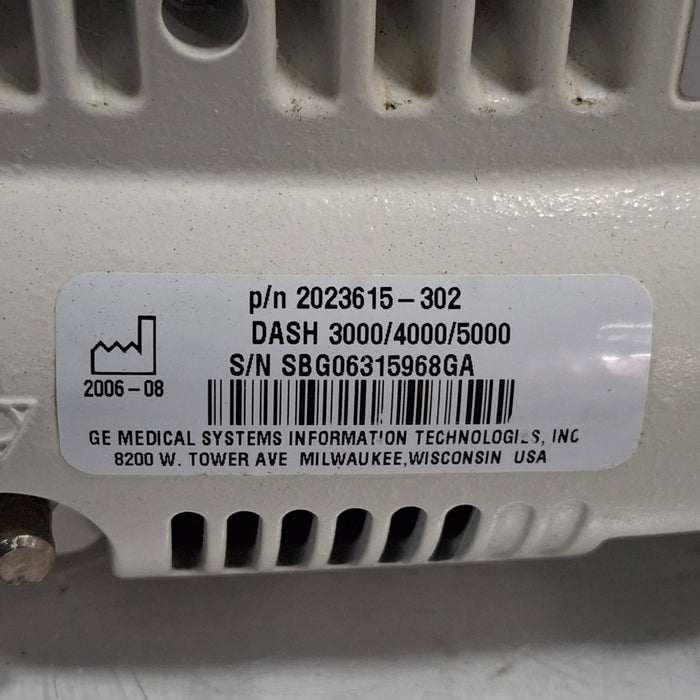 p/n 2023615-302
DASH 3000/4000/5000
S/N SBG06315968GA
2006-08
GE MEDICAL SYSTEMS INFORMATION TECHNOLOGIES, INC
8200 W. TOWER AVE MILWAUKEE,WISCONSIN USA